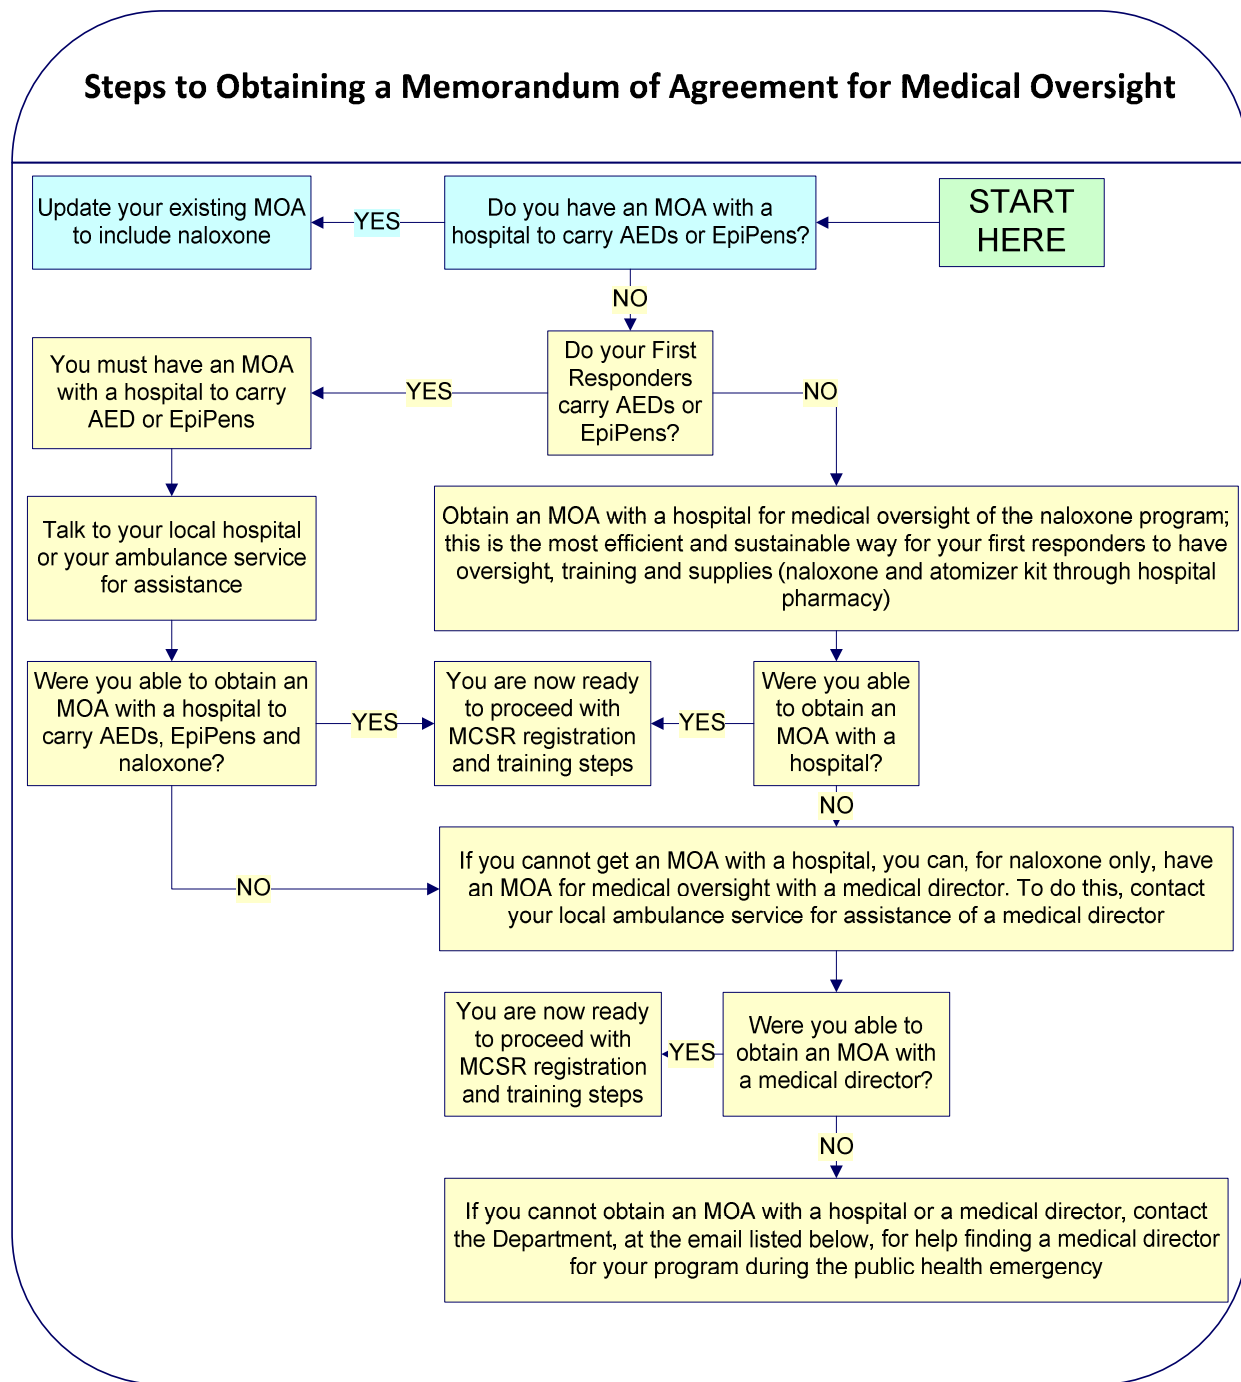 Steps to Obtaining a Memorandum of Agreement for Medical Oversight
START
HERE
Do you have an MOA with a
hospital to carry AEDs or EpiPens?
YES
Update your existing MOA
to include naloxone
NO
Do your First
Responders
carry AEDs or
EpiPens?
YES
You must have an MOA
with a hospital to carry
AED or EpiPens
NO
Talk to your local hospital
or your ambulance service
for assistance
Obtain an MOA with a hospital for medical oversight of the naloxone program;
this is the most efficient and sustainable way for your first responders to have
oversight, training and supplies (naloxone and atomizer kit through hospital
pharmacy)
Were you able to obtain an
MOA with a hospital to
carry AEDs, EpiPens and
naloxone?
YES
You are now ready
to proceed with
MCSR registration
and training steps
YES
Were you able
to obtain an
MOA with a
hospital?
NO
NO
If you cannot get an MOA with a hospital, you can, for naloxone only, have
an MOA for medical oversight with a medical director. To do this, contact
your local ambulance service for assistance of a medical director
You are now ready
to proceed with
MCSR registration
and training steps
YES
Were you able to
obtain an MOA with
a medical director?
NO
If you cannot obtain an MOA with a hospital or a medical director, contact
the Department, at the email listed below, for help finding a medical director
for your program during the public health emergency